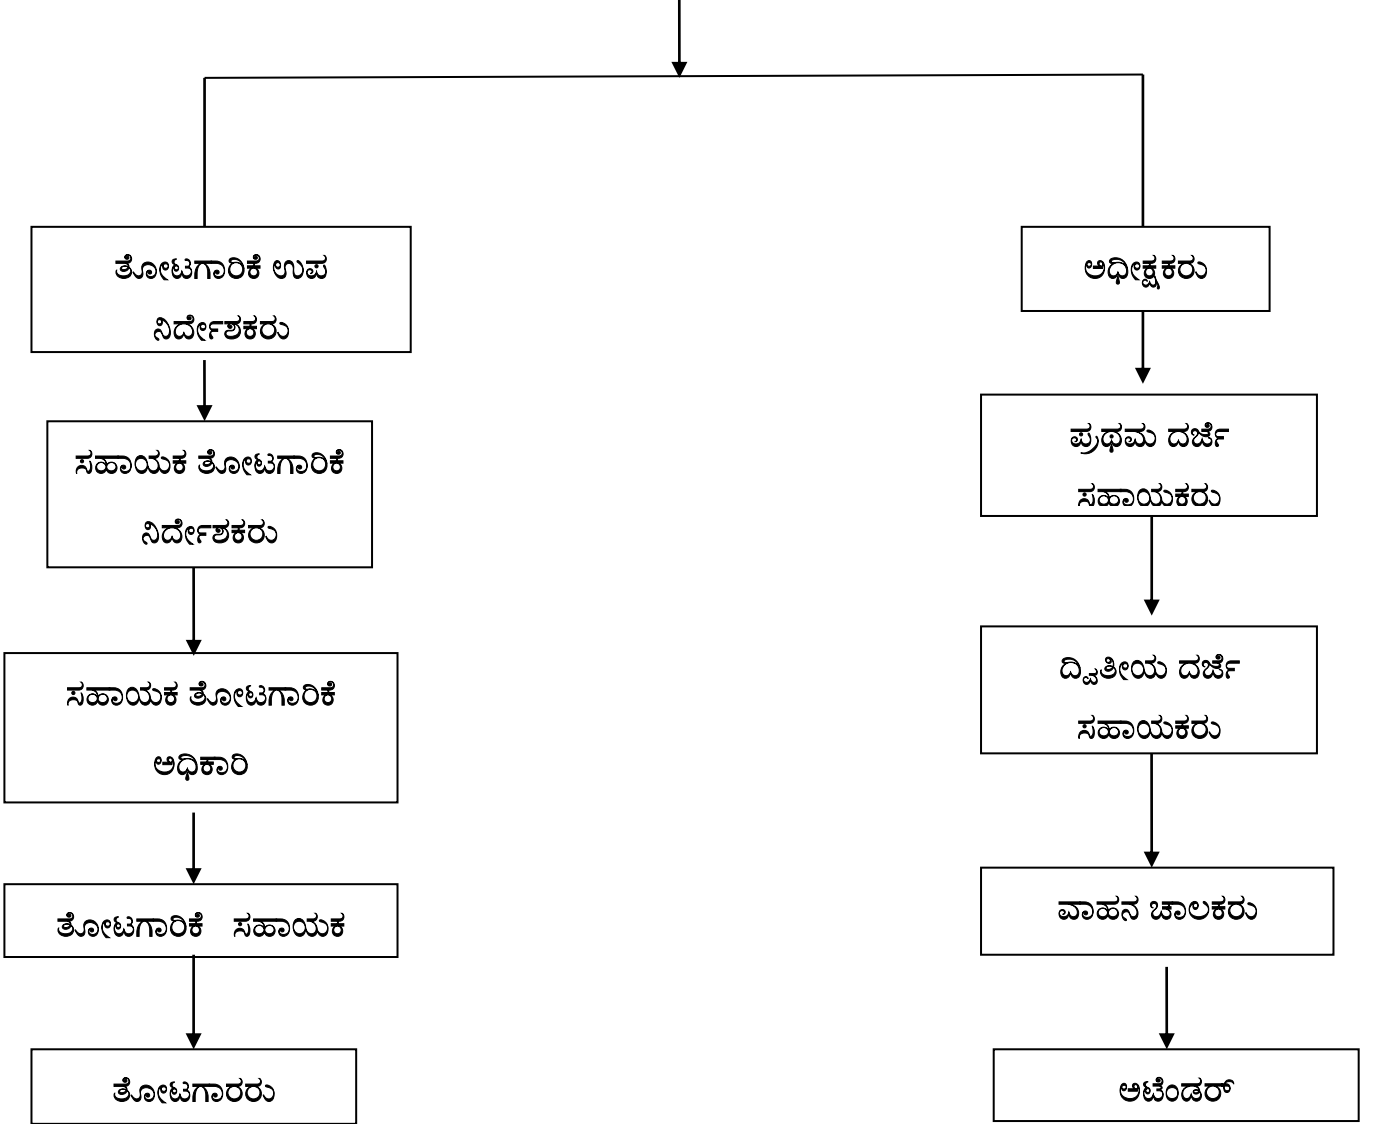 ತೋಟಗಾರಿಕೆ ಉಪ
ನಿರ್ದೇಶಕರು
ಸಹಾಯಕ ತೋಟಗಾರಿಕೆ
ನಿರ್ದೇಶಕರು
ಸಹಾಯಕ ತೋಟಗಾರಿಕೆ
ಅಧಿಕಾರಿ
ತೋಟಗಾರಿಕೆ ಸಹಾಯಕ
ತೋಟಗಾರರು
ಅಧೀಕ್ಷಕರು
ಪ್ರಥಮ ದರ್ಜೆ
ಸಹಾಯಕರು
ದ್ವಿತೀಯ ದರ್ಜೆ
ಸಹಾಯಕರು
ವಾಹನ ಚಾಲಕರು
ಅಟೆಂಡರ್